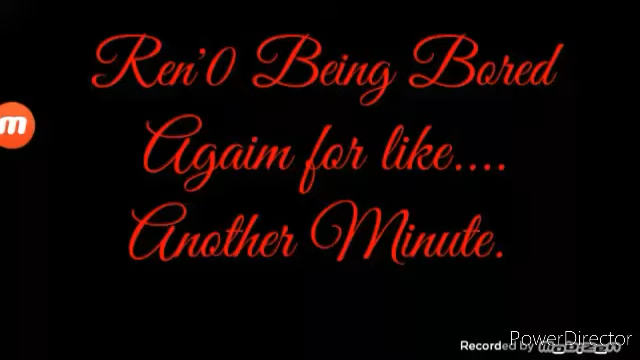 Ren'0 Being Bored
Agaim for like....
Another Minute.
m
PowerDirector
Recorded by